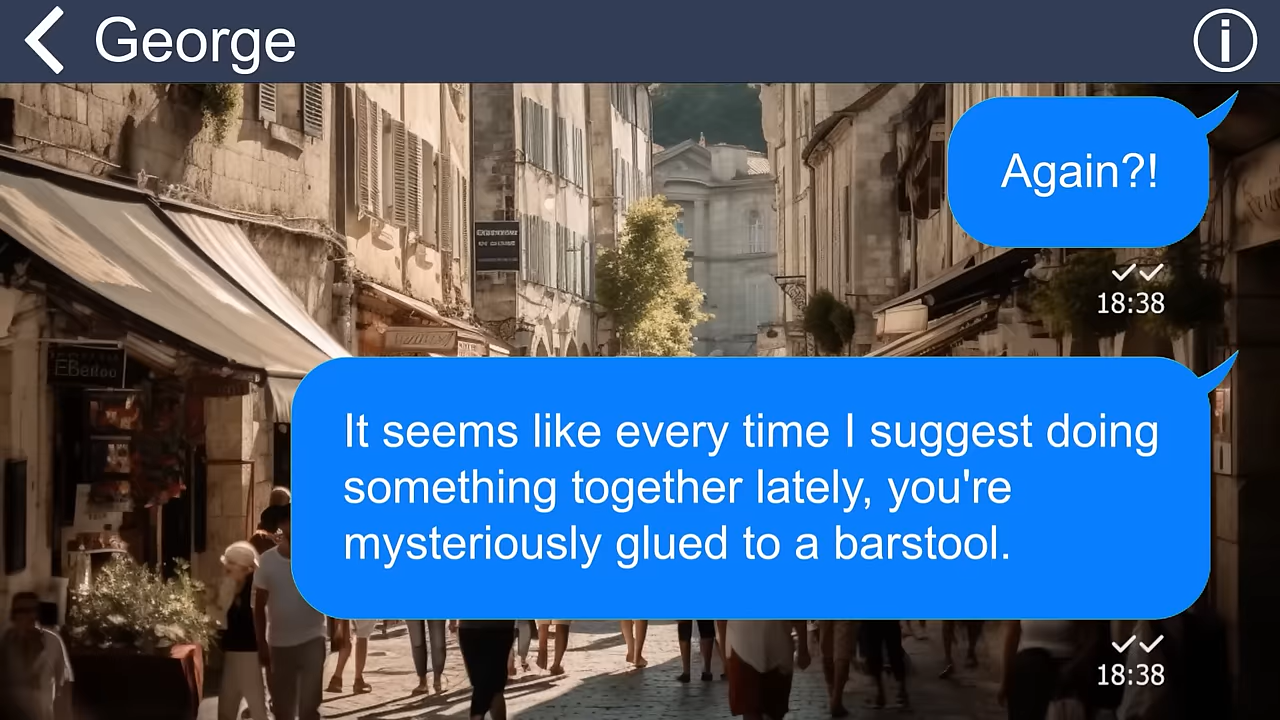 George
Again?!
18:38
It seems like every time I suggest doing
something together lately, you're
mysteriously glued to a barstool.
18:38